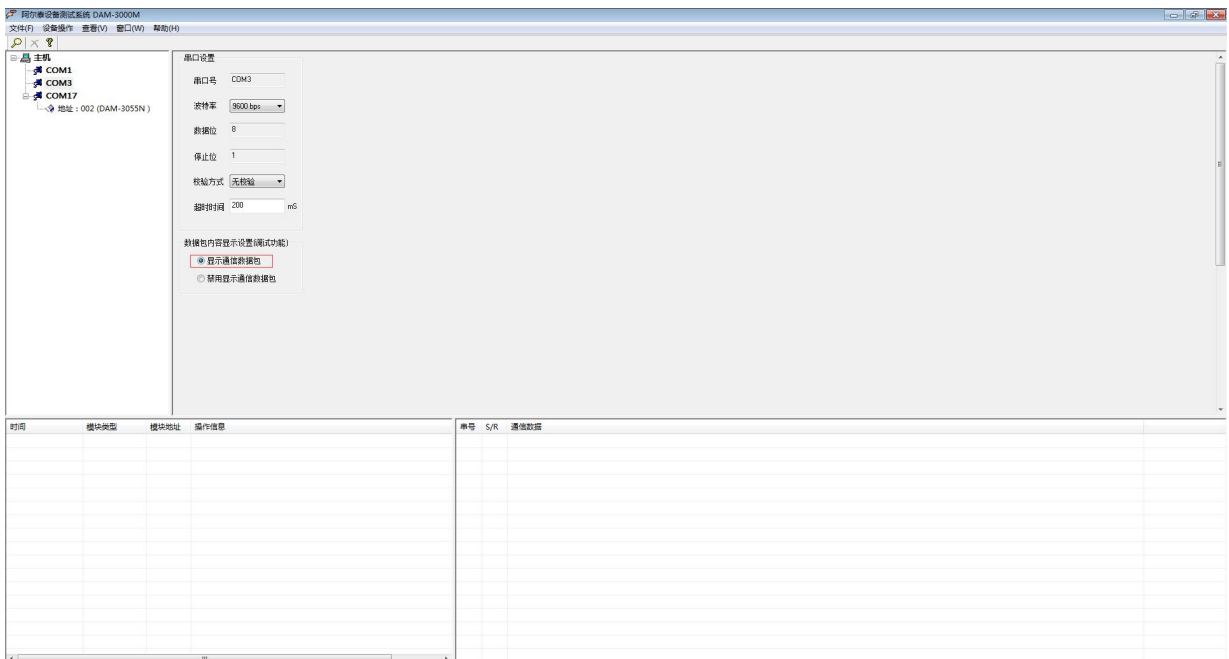 阿尔泰设备测试系统 DAM-3000M
文件(F) 设备操作 查看(V) 窗口(W) 帮助(H)
主机
COM1
COM3
COM17
地址：002 (DAM-3055N )
串口设置
串口号 COM3
波特率 9600 bps
数据位 8
停止位 1
校验方式 无校验
超时时间 200 mS
数据包内容显示设置(调试功能)
显示通信数据包
禁用显示通信数据包
时间 模块类型 模块地址 操作信息
串号 S/R 通信数据